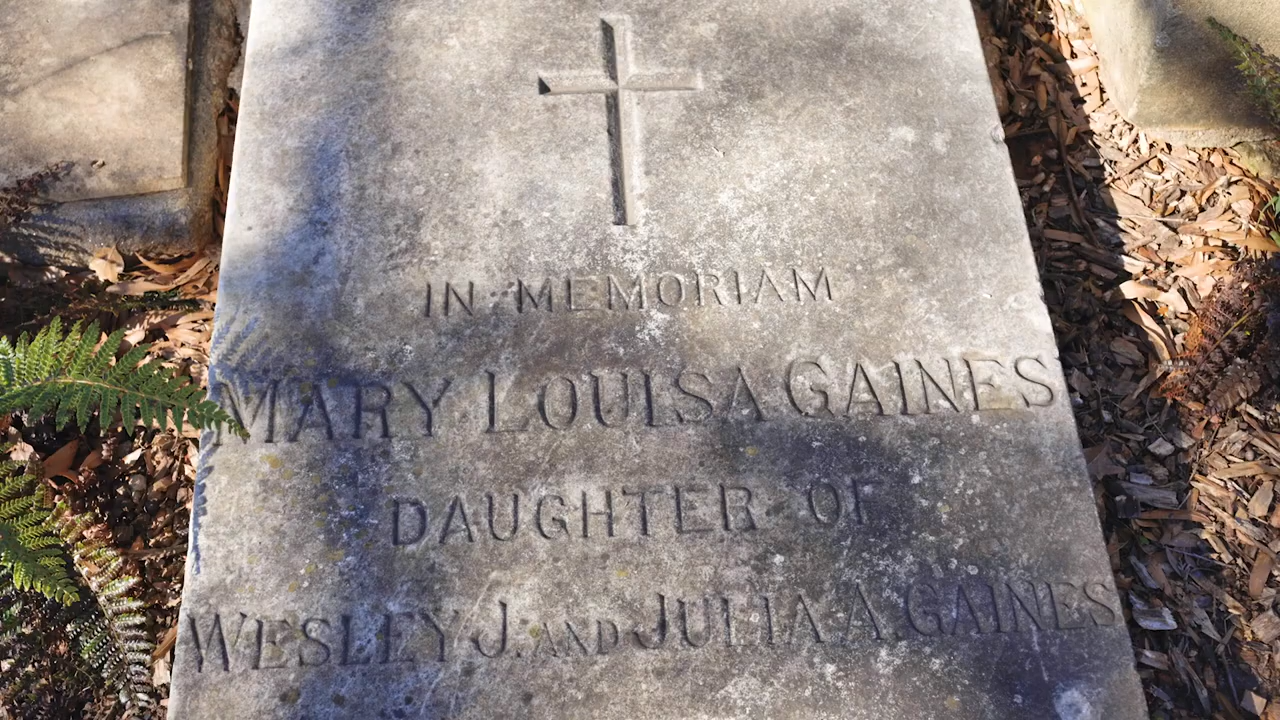 IN MEMORIAM
MARY LOUISA GAINES
DAUGHTER OF
WESLEY J. AND JULIA A. GAINES